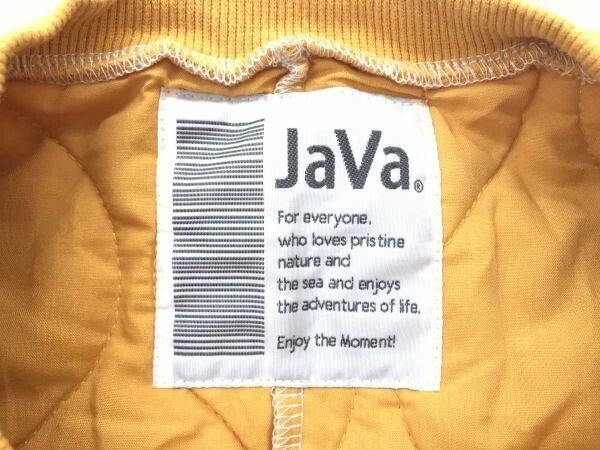 JaVa®
For everyone,
who loves pristine
nature and
the sea and enjoys
the adventures of life.
Enjoy the Moment!